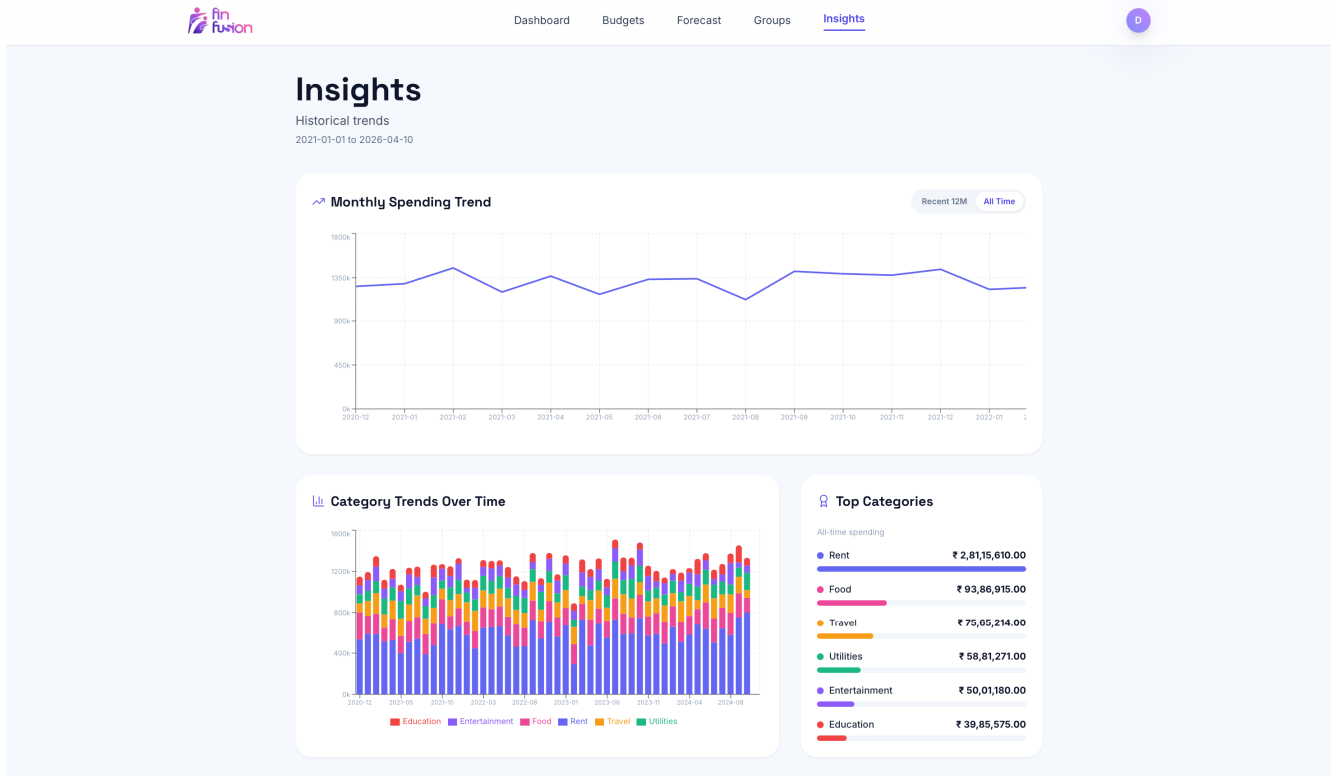 fin fusion
Dashboard Budgets Forecast Groups Insights
D
Insights
Historical trends
2021-01-01 to 2026-04-10
Monthly Spending Trend
Recent 12M All Time
1800k
1350k
900k
450k
0k
2020-12 2021-01 2021-02 2021-03 2021-04 2021-05 2021-06 2021-07 2021-08 2021-09 2021-10 2021-11 2021-12 2022-01 2
Category Trends Over Time
1600k
1200k
800k
400k
0k
2020-12 2021-05 2021-10 2022-03 2022-08 2023-01 2023-06 2023-11 2024-04 2024-09
Education Entertainment Food Rent Travel Utilities
Top Categories
All-time spending
Rent ₹ 2,81,15,610.00
Food ₹ 93,86,915.00
Travel ₹ 75,65,214.00
Utilities ₹ 58,81,271.00
Entertainment ₹ 50,01,180.00
Education ₹ 39,85,575.00